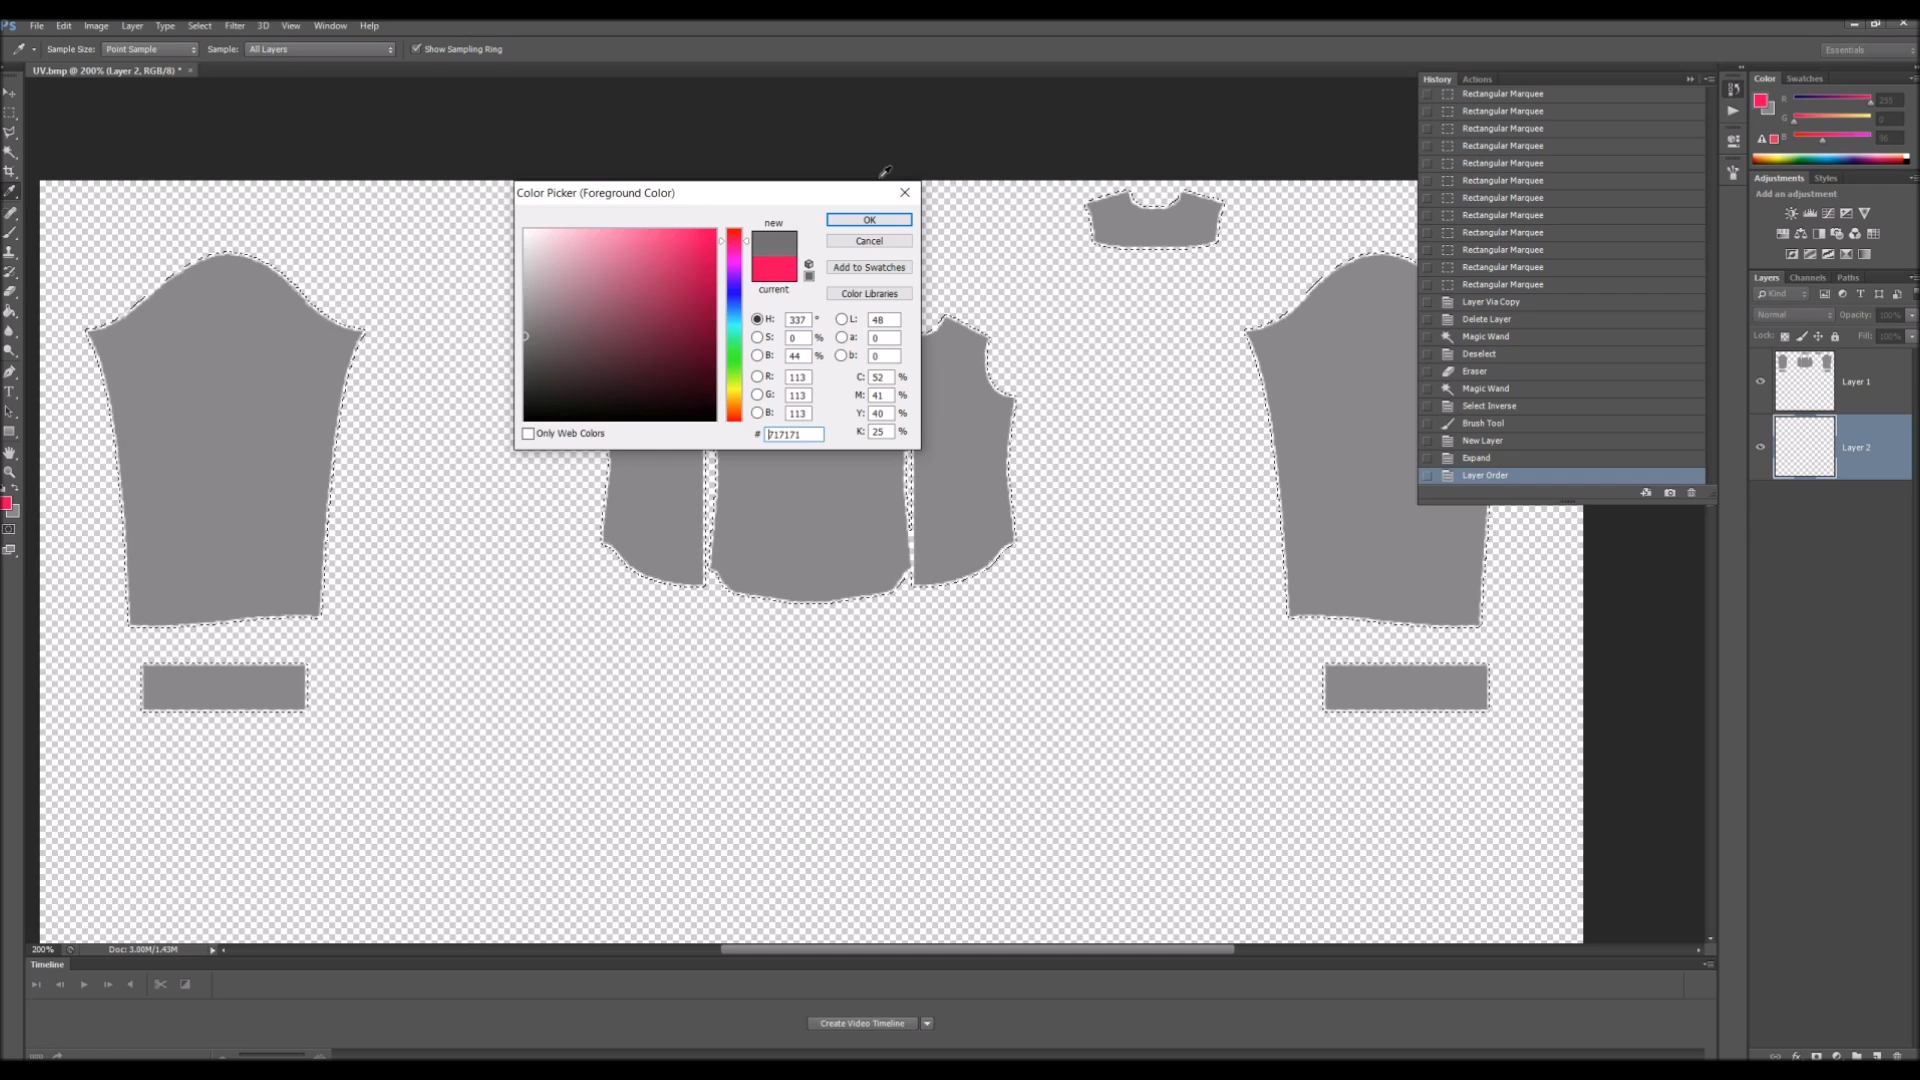 PS File Edit Image Layer Type Select Filter 3D View Window Help
Sample Size: Point Sample Sample: All Layers Show Sampling Ring Essentials
UV.bmp @ 200% (Layer 2, RGB/8) * ×
History Actions
Rectangular Marquee
Rectangular Marquee
Rectangular Marquee
Rectangular Marquee
Rectangular Marquee
Rectangular Marquee
Rectangular Marquee
Rectangular Marquee
Rectangular Marquee
Rectangular Marquee
Rectangular Marquee
Rectangular Marquee
Layer Via Copy
Delete Layer
Magic Wand
Deselect
Eraser
Magic Wand
Select Inverse
Brush Tool
New Layer
Expand
Layer Order
Color Swatches
R 255
G 0
B 96
Adjustments Styles
Add an adjustment
Layers Channels Paths
Kind
Normal Opacity: 100%
Lock: Fill: 100%
Layer 1
Layer 2
Color Picker (Foreground Color)
new
current
OK
Cancel
Add to Swatches
Color Libraries
H: 337 ° L: 48
S: 0 % a: 0
B: 44 % b: 0
R: 113 C: 52 %
G: 113 M: 41 %
B: 113 Y: 40 %
# 717171 K: 25 %
Only Web Colors
200% Doc: 3.00M/1.43M
Timeline
Create Video Timeline